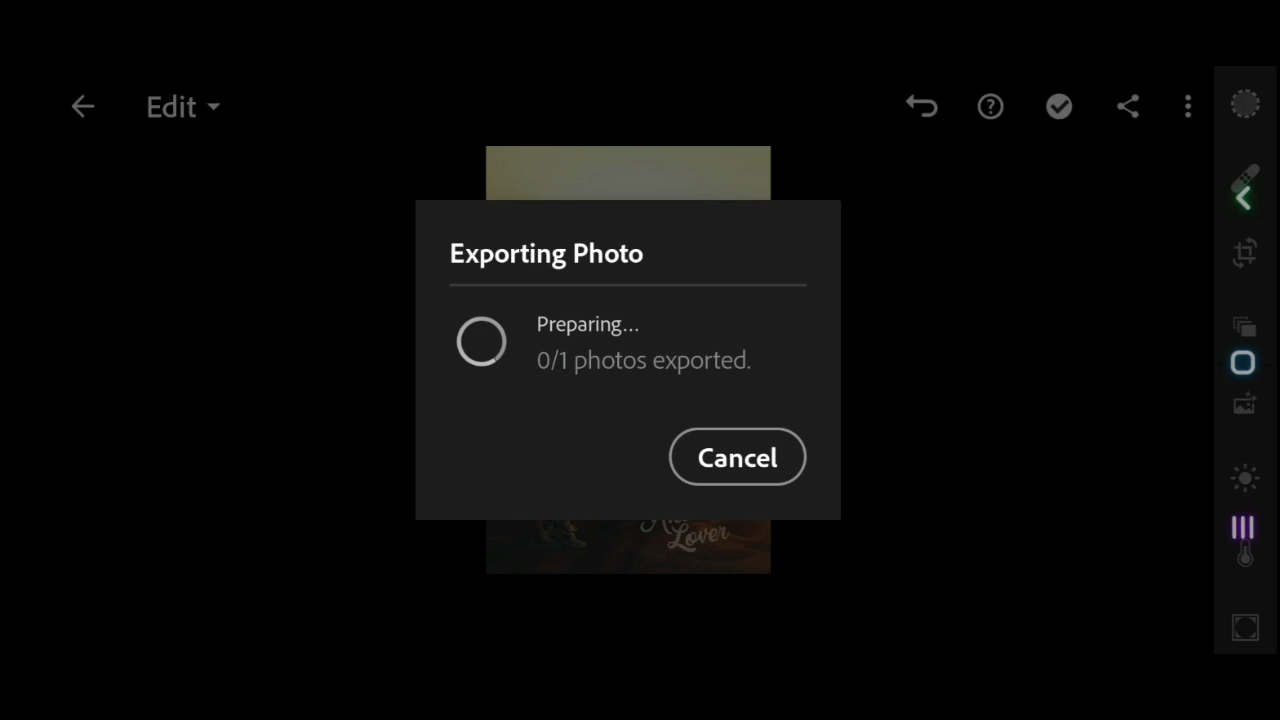 Edit
Exporting Photo
Preparing...
0/1 photos exported.
Cancel
Lover